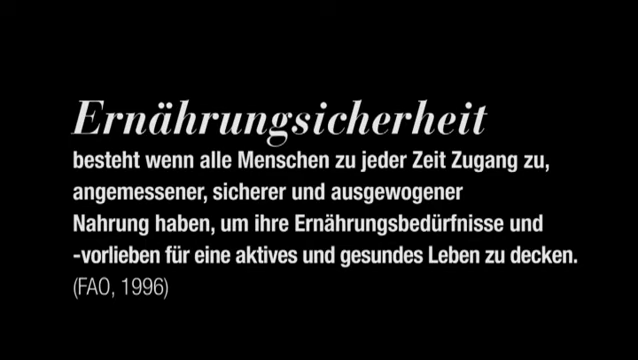 Ernährungsicherheit
besteht wenn alle Menschen zu jeder Zeit Zugang zu,
angemessener, sicherer und ausgewogener
Nahrung haben, um ihre Ernährungsbedürfnisse und
-vorlieben für eine aktives und gesundes Leben zu decken.
(FAO, 1996)